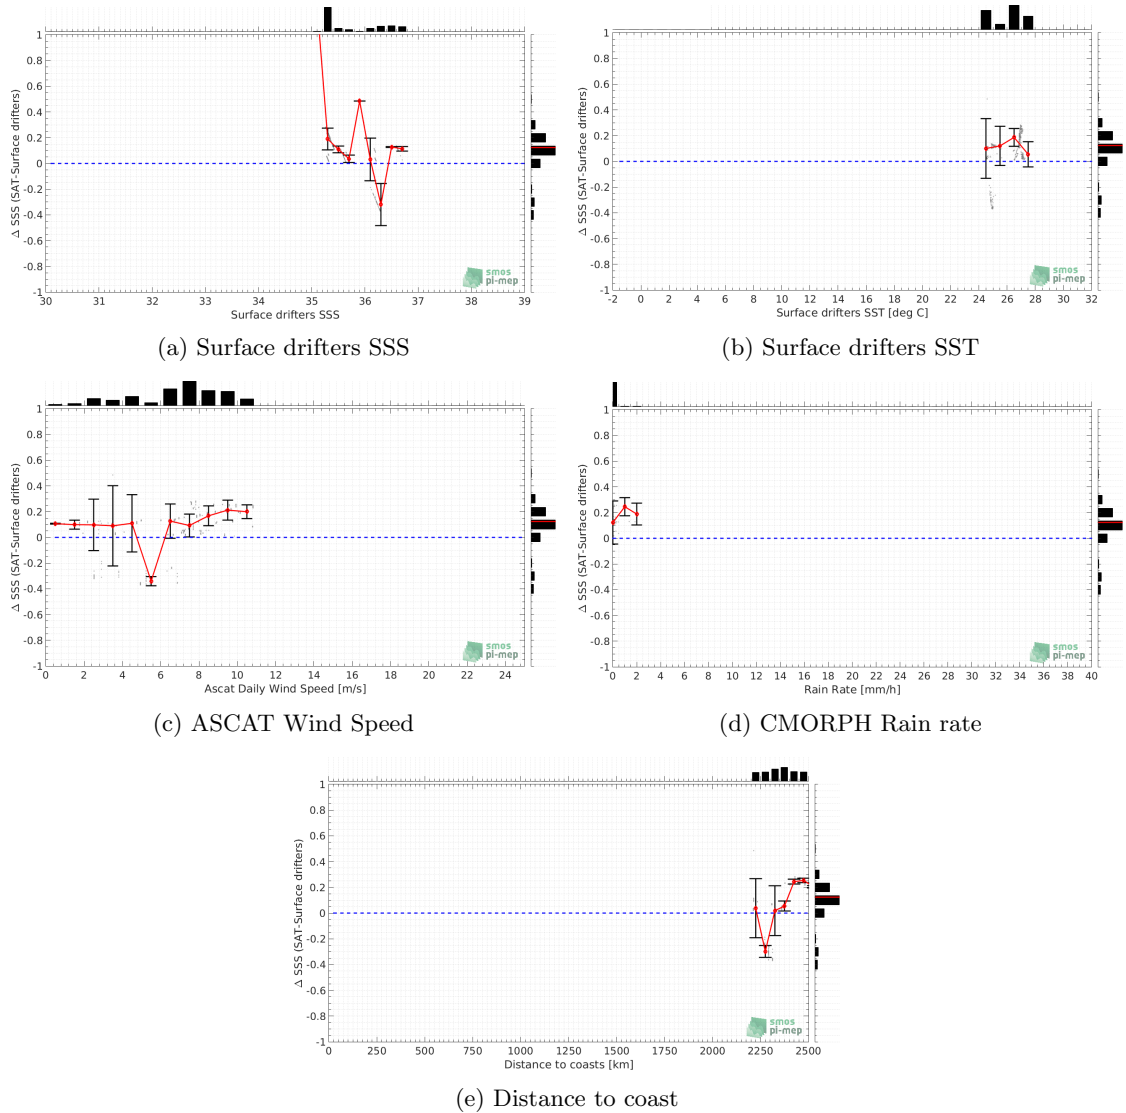 1
0.8
0.6
0.4
0.2
0
-0.2
-0.4
-0.6
-0.8
-1
Δ SSS (SAT-Surface drifters)
30 31 32 33 34 35 36 37 38 39
Surface drifters SSS
smos
pi-mep
(a) Surface drifters SSS
1
0.8
0.6
0.4
0.2
0
-0.2
-0.4
-0.6
-0.8
-1
Δ SSS (SAT-Surface drifters)
-2 0 2 4 6 8 10 12 14 16 18 20 22 24 26 28 30 32
Surface drifters SST [deg C]
smos
pi-mep
(b) Surface drifters SST
1
0.8
0.6
0.4
0.2
0
-0.2
-0.4
-0.6
-0.8
-1
Δ SSS (SAT-Surface drifters)
0 2 4 6 8 10 12 14 16 18 20 22 24
Ascat Daily Wind Speed [m/s]
smos
pi-mep
(c) ASCAT Wind Speed
1
0.8
0.6
0.4
0.2
0
-0.2
-0.4
-0.6
-0.8
-1
Δ SSS (SAT-Surface drifters)
0 2 4 6 8 10 12 14 16 18 20 22 24 26 28 30 32 34 36 38 40
Rain Rate [mm/h]
smos
pi-mep
(d) CMORPH Rain rate
1
0.8
0.6
0.4
0.2
0
-0.2
-0.4
-0.6
-0.8
-1
Δ SSS (SAT-Surface drifters)
0 250 500 750 1000 1250 1500 1750 2000 2250 2500
Distance to coasts [km]
smos
pi-mep
(e) Distance to coast